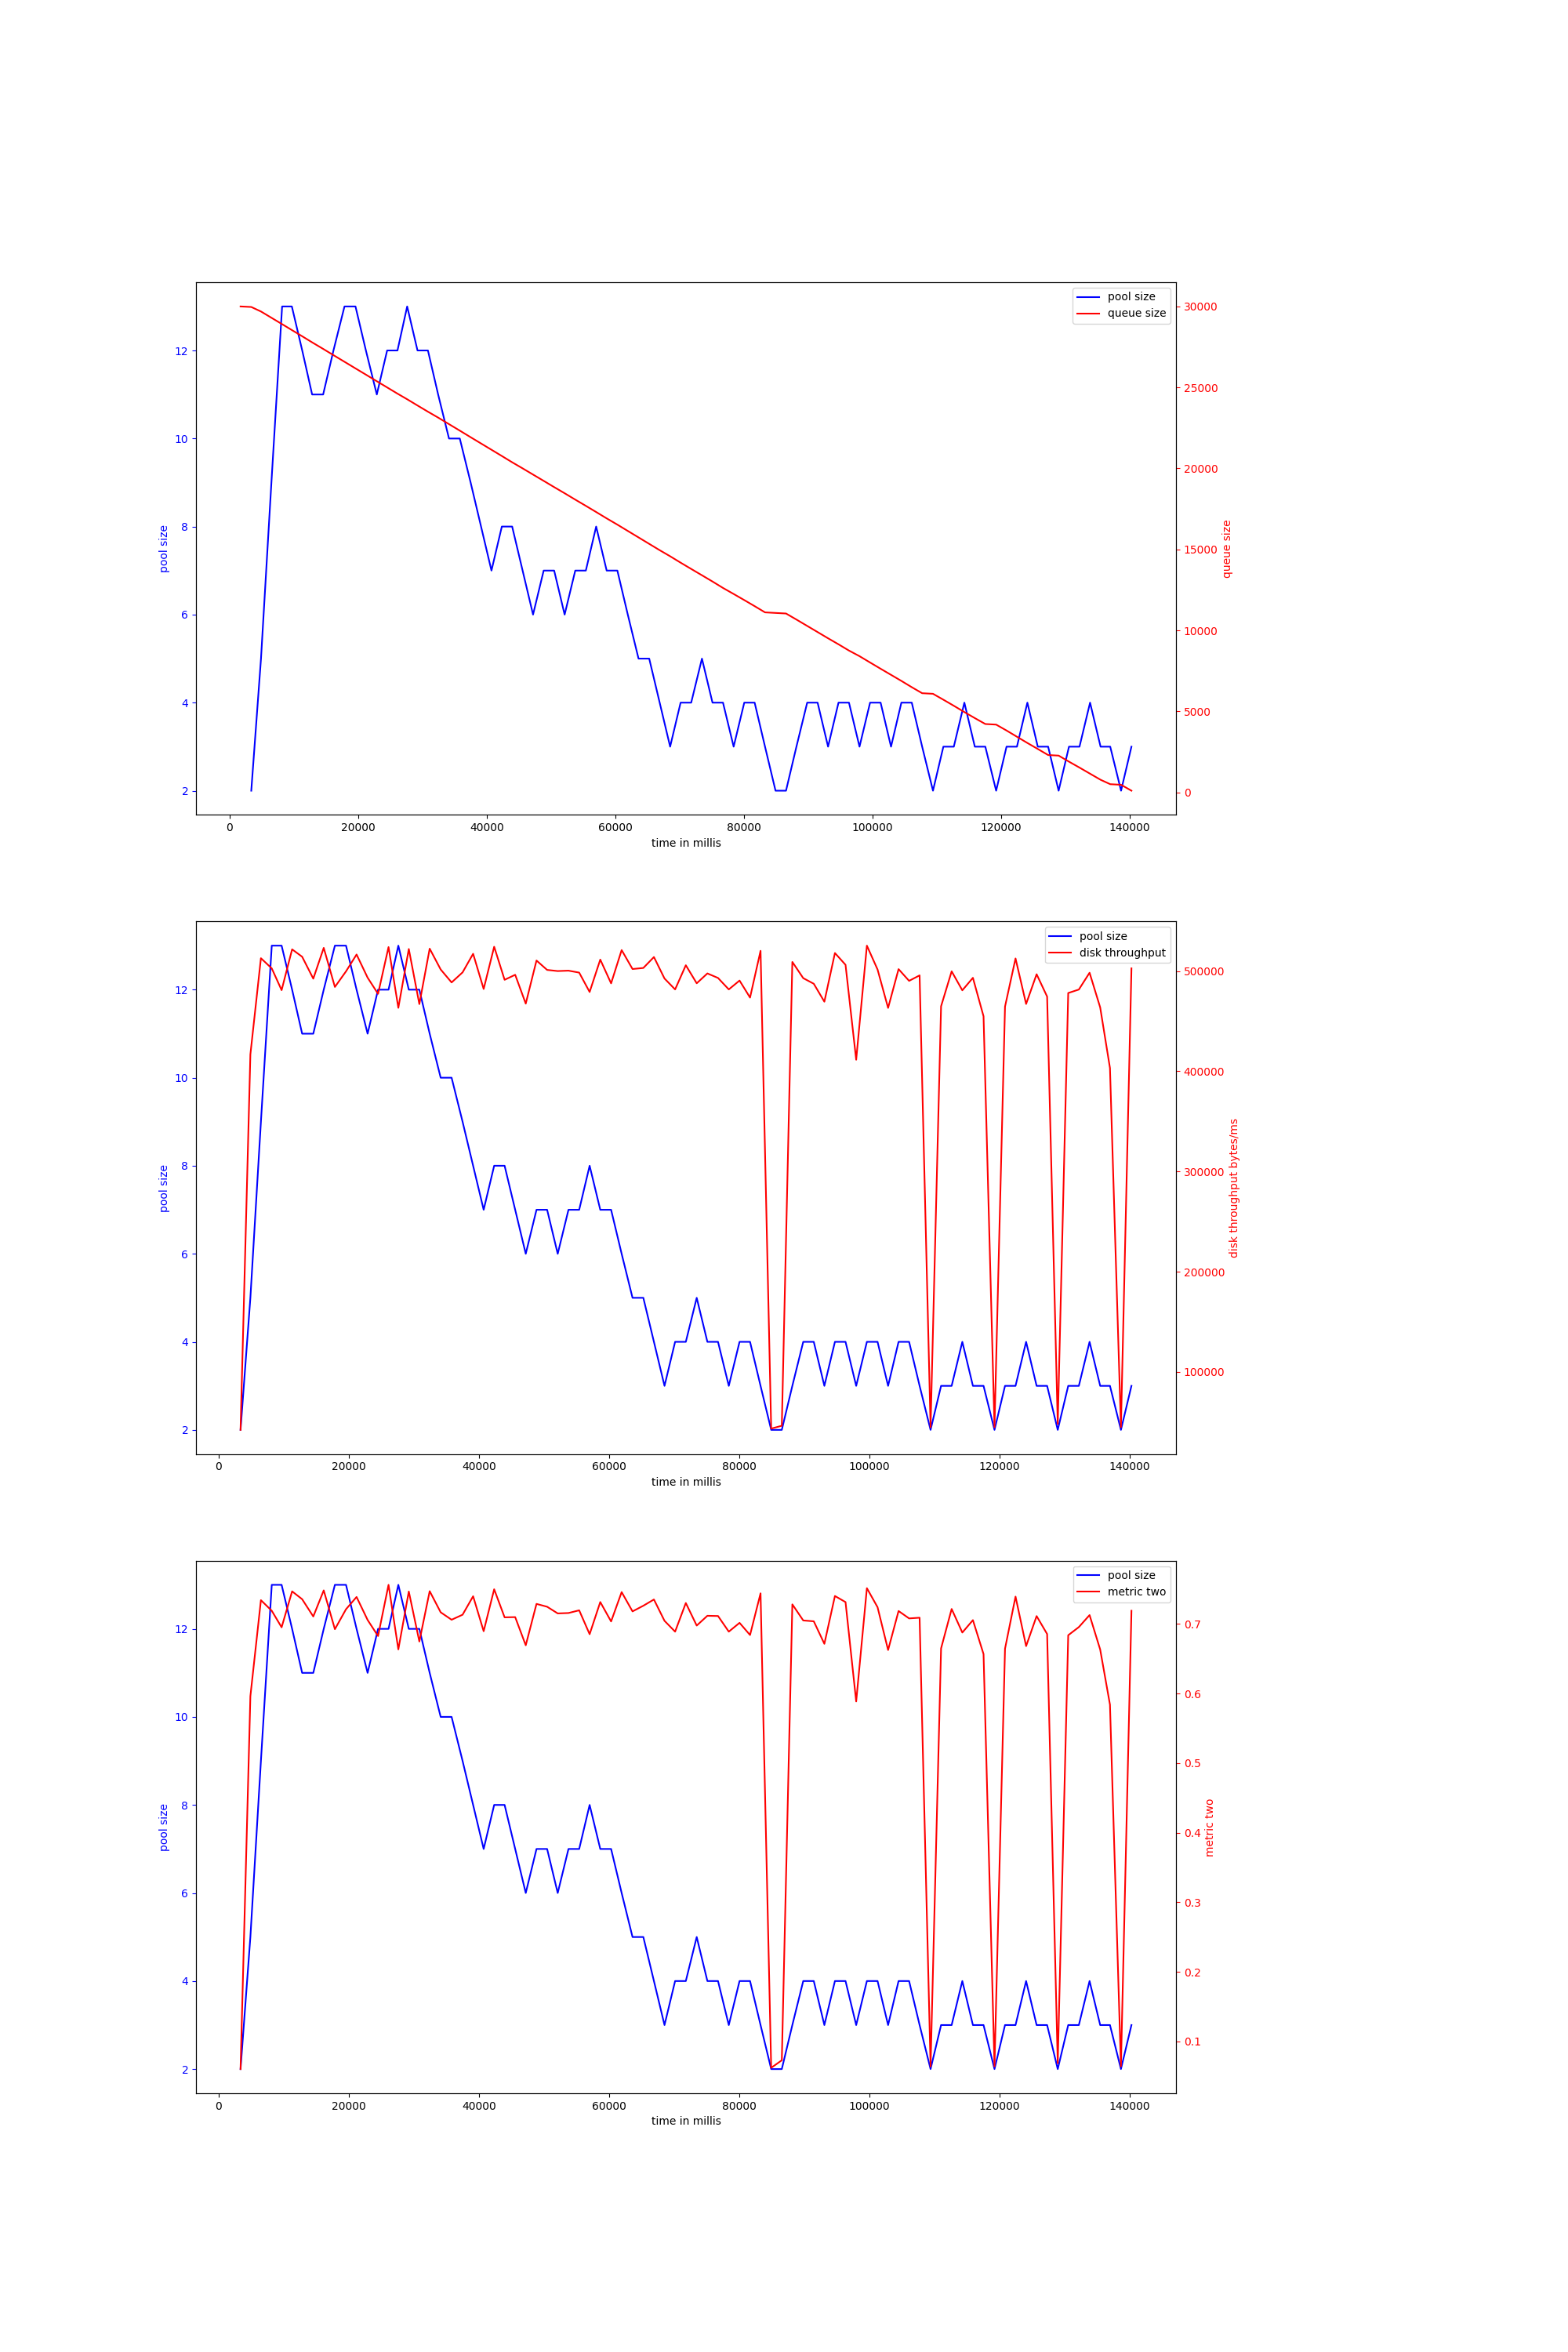 pool size
queue size
12
10
8
6
4
2
pool size
30000
25000
20000
15000
10000
5000
0
queue size
0 20000 40000 60000 80000 100000 120000 140000
time in millis
pool size
disk throughput
12
10
8
6
4
2
pool size
500000
400000
300000
200000
100000
disk throughput bytes/ms
0 20000 40000 60000 80000 100000 120000 140000
time in millis
pool size
metric two
12
10
8
6
4
2
pool size
0.7
0.6
0.5
0.4
0.3
0.2
0.1
metric two
0 20000 40000 60000 80000 100000 120000 140000
time in millis